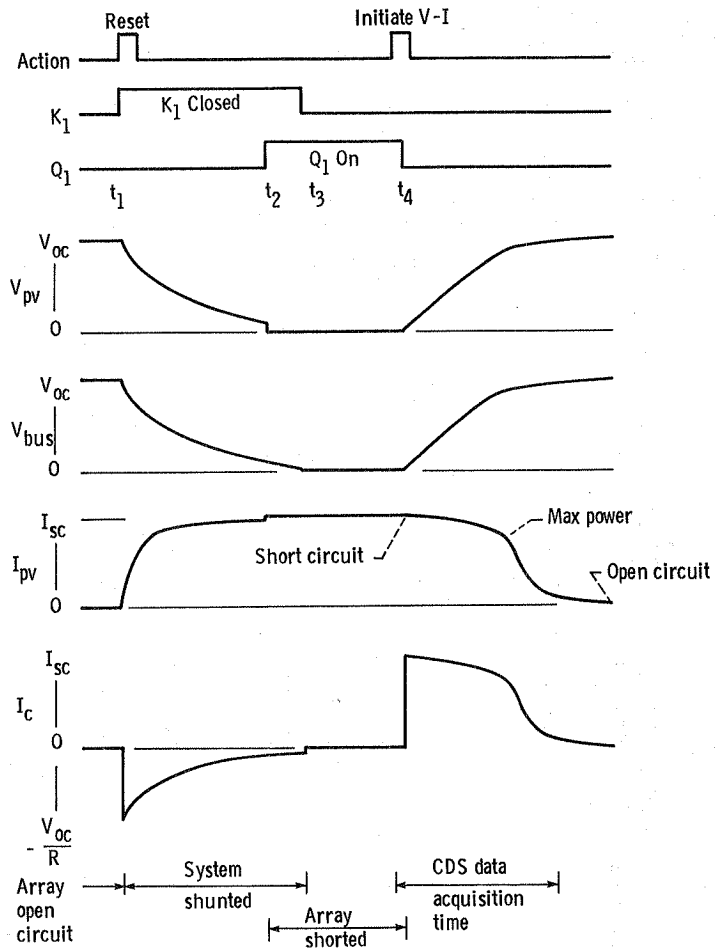 Reset
Initiate V-I
Action
K1 Closed
K1
Q1 On
Q1
t1
t2
t3
t4
Voc
Vpv
0
Voc
Vbus
0
Isc
Max power
Short circuit
Ipv
Open circuit
0
Isc
Ic
0
- Voc/R
System
shunted
CDS data
acquisition
time
Array
open
circuit
Array
shorted